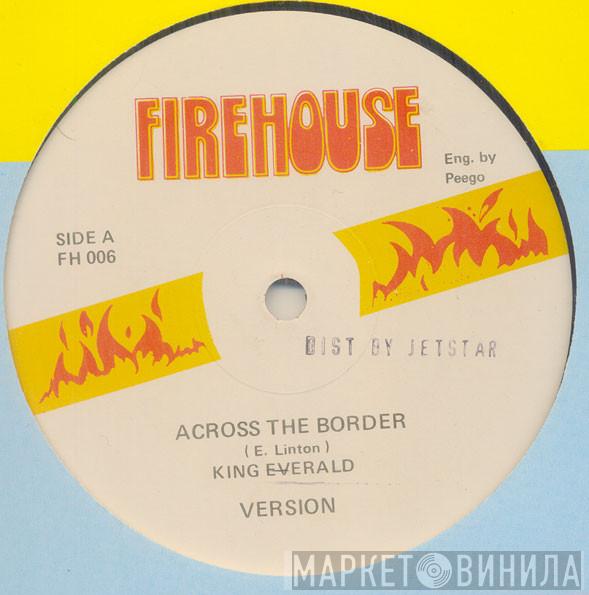 FIREHOUSE
Eng. by
Peego
SIDE A
FH 006
DIST BY JETSTAR
ACROSS THE BORDER
( E. Linton )
KING EVERALD
VERSION
МАРКЕТ ВИНИЛА